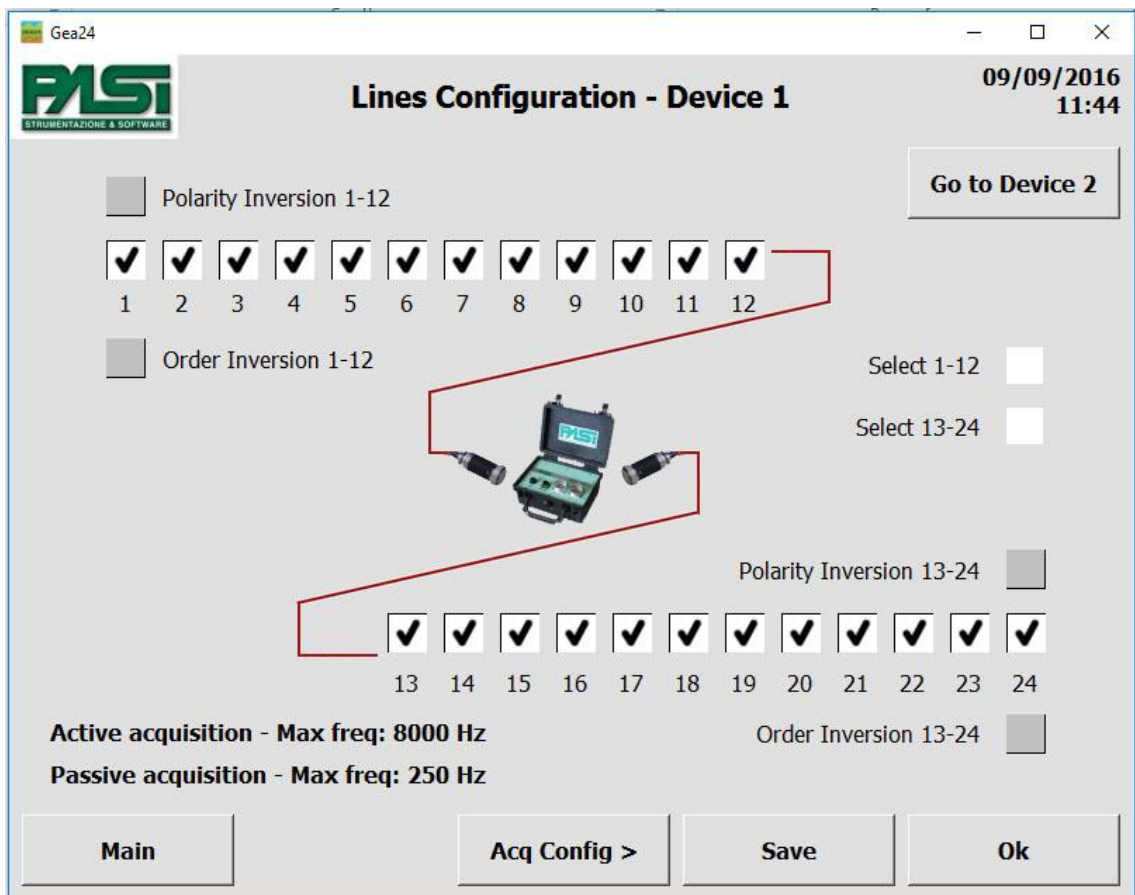 Gea24
PASI
STRUMENTAZIONE & SOFTWARE
Lines Configuration - Device 1
09/09/2016
11:44
Go to Device 2
Polarity Inversion 1-12
1 2 3 4 5 6 7 8 9 10 11 12
Order Inversion 1-12
Select 1-12
Select 13-24
PASI
Polarity Inversion 13-24
13 14 15 16 17 18 19 20 21 22 23 24
Order Inversion 13-24
Active acquisition - Max freq: 8000 Hz
Passive acquisition - Max freq: 250 Hz
Main
Acq Config >
Save
Ok